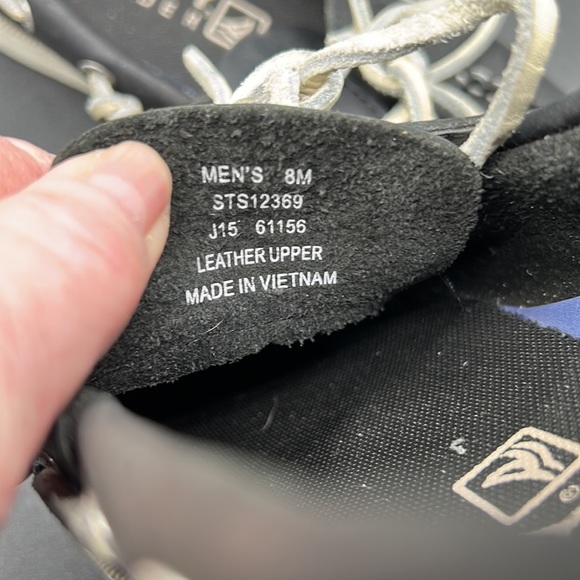 MEN'S 8M
STS12369
J15 61156
LEATHER UPPER
MADE IN VIETNAM